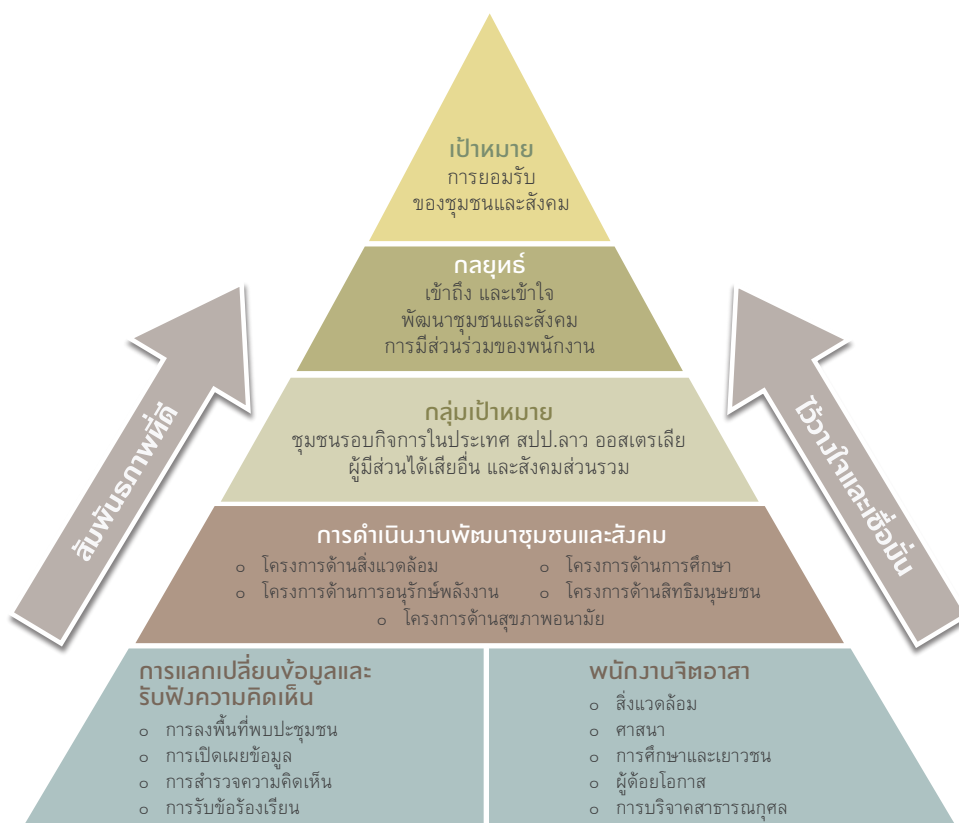 เป้าหมาย
การยอมรับ
ของชุมชนและสังคม
กลยุทธ์
เข้าถึง และเข้าใจ
พัฒนาชุมชนและสังคม
การมีส่วนร่วมของพนักงาน
กลุ่มเป้าหมาย
ชุมชนรอบกิจการในประเทศ สปป.ลาว ออสเตรเลีย
ผู้มีส่วนได้เสียอื่น และสังคมส่วนรวม
สัมพันธภาพที่ดี
ไว้วางใจและเชื่อมั่น
การดำเนินงานพัฒนาชุมชนและสังคม
o โครงการด้านสิ่งแวดล้อม
o โครงการด้านการศึกษา
o โครงการด้านการอนุรักษ์พลังงาน
o โครงการด้านสิทธิมนุษยชน
o โครงการด้านสุขภาพอนามัย
การแลกเปลี่ยนข้อมูลและ
รับฟังความคิดเห็น
o การลงพื้นที่พบปะชุมชน
o การเปิดเผยข้อมูล
o การสำรวจความคิดเห็น
o การรับข้อร้องเรียน
พนักงานจิตอาสา
o สิ่งแวดล้อม
o ศาสนา
o การศึกษาและเยาวชน
o ผู้ด้อยโอกาส
o การบริจาคสาธารณกุศล